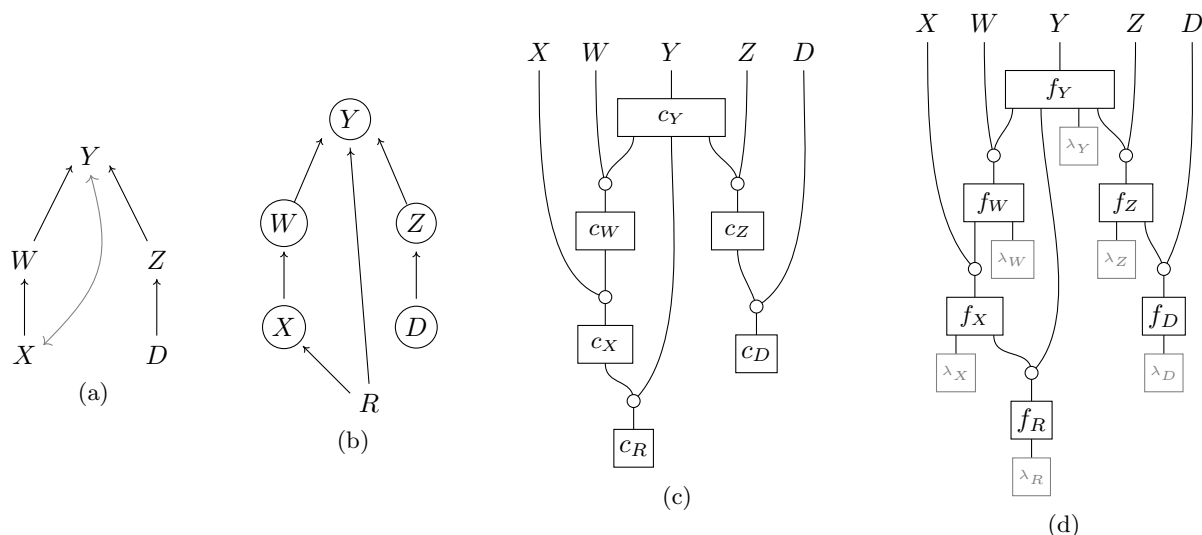 Y
W
Z
X
D
(a)
Y
W
Z
X
D
R
(b)
X W Y Z D
c_Y
c_W
c_Z
c_X
c_D
c_R
(c)
X W Y Z D
f_Y
λ_Y
f_W
f_Z
λ_W
λ_Z
f_X
f_D
λ_X
λ_D
f_R
λ_R
(d)